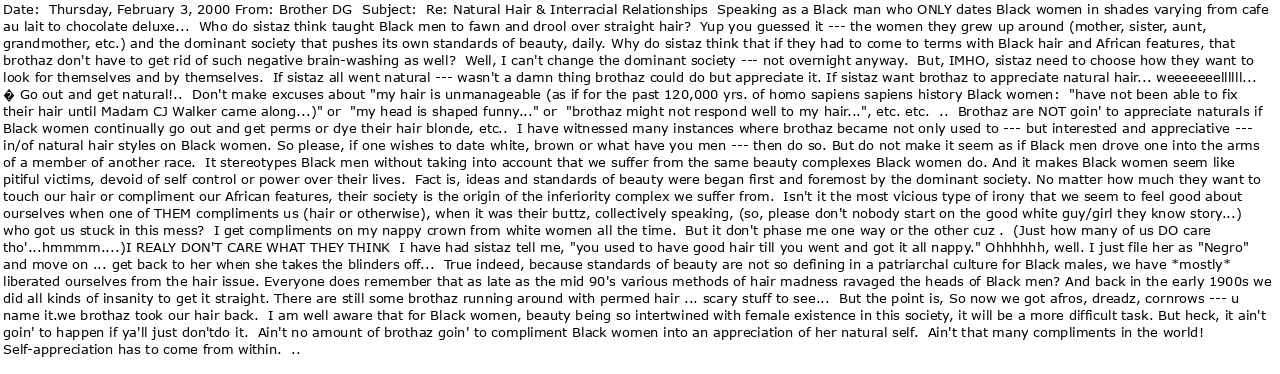 Date:  Thursday, February 3, 2000 From: Brother DG  Subject:  Re: Natural Hair & Interracial Relationships  Speaking as a Black man who ONLY dates Black women in shades varying from cafe
au lait to chocolate deluxe...  Who do sistaz think taught Black men to fawn and drool over straight hair?  Yup you guessed it --- the women they grew up around (mother, sister, aunt,
grandmother, etc.) and the dominant society that pushes its own standards of beauty, daily. Why do sistaz think that if they had to come to terms with Black hair and African features, that
brothaz don't have to get rid of such negative brain-washing as well?  Well, I can't change the dominant society --- not overnight anyway.  But, IMHO, sistaz need to choose how they want to
look for themselves and by themselves.  If sistaz all went natural --- wasn't a damn thing brothaz could do but appreciate it. If sistaz want brothaz to appreciate natural hair... weeeeeeellllll...
� Go out and get natural!..  Don't make excuses about "my hair is unmanageable (as if for the past 120,000 yrs. of homo sapiens sapiens history Black women:  "have not been able to fix
their hair until Madam CJ Walker came along...)" or  "my head is shaped funny..." or  "brothaz might not respond well to my hair...", etc. etc.  ..  Brothaz are NOT goin' to appreciate naturals if
Black women continually go out and get perms or dye their hair blonde, etc..  I have witnessed many instances where brothaz became not only used to --- but interested and appreciative ---
in/of natural hair styles on Black women. So please, if one wishes to date white, brown or what have you men --- then do so. But do not make it seem as if Black men drove one into the arms
of a member of another race.  It stereotypes Black men without taking into account that we suffer from the same beauty complexes Black women do. And it makes Black women seem like
pitiful victims, devoid of self control or power over their lives.  Fact is, ideas and standards of beauty were began first and foremost by the dominant society. No matter how much they want to
touch our hair or compliment our African features, their society is the origin of the inferiority complex we suffer from.  Isn't it the most vicious type of irony that we seem to feel good about
ourselves when one of THEM compliments us (hair or otherwise), when it was their buttz, collectively speaking, (so, please don't nobody start on the good white guy/girl they know story...)
who got us stuck in this mess?  I get compliments on my nappy crown from white women all the time.  But it don't phase me one way or the other cuz .  (Just how many of us DO care
tho'...hmmmm....)I REALY DON'T CARE WHAT THEY THINK  I have had sistaz tell me, "you used to have good hair till you went and got it all nappy." Ohhhhhh, well. I just file her as "Negro"
and move on ... get back to her when she takes the blinders off...  True indeed, because standards of beauty are not so defining in a patriarchal culture for Black males, we have *mostly*
liberated ourselves from the hair issue. Everyone does remember that as late as the mid 90's various methods of hair madness ravaged the heads of Black men? And back in the early 1900s we
did all kinds of insanity to get it straight. There are still some brothaz running around with permed hair ... scary stuff to see...  But the point is, So now we got afros, dreadz, cornrows --- u
name it.we brothaz took our hair back.  I am well aware that for Black women, beauty being so intertwined with female existence in this society, it will be a more difficult task. But heck, it ain't
goin' to happen if ya'll just don'tdo it.  Ain't no amount of brothaz goin' to compliment Black women into an appreciation of her natural self.  Ain't that many compliments in the world!
Self-appreciation has to come from within.  ..